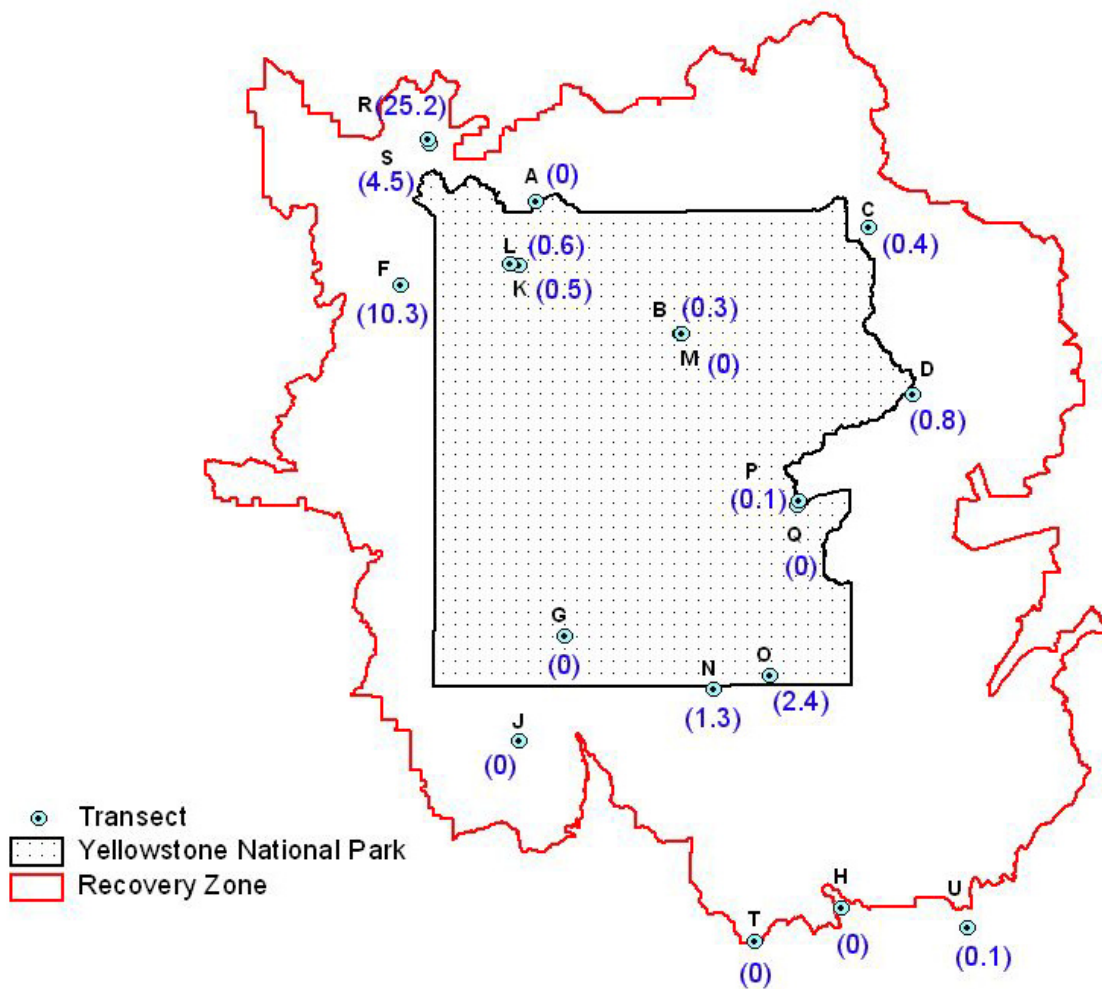 R (25.2)
S
(4.5)
A (0)
C
(0.4)
L (0.6)
K (0.5)
F
(10.3)
B (0.3)
M (0)
D
(0.8)
P
(0.1)
Q
(0)
G
(0)
N
(1.3)
O
(2.4)
J
(0)
Transect
Yellowstone National Park
Recovery Zone
H
(0)
U
(0.1)
T
(0)